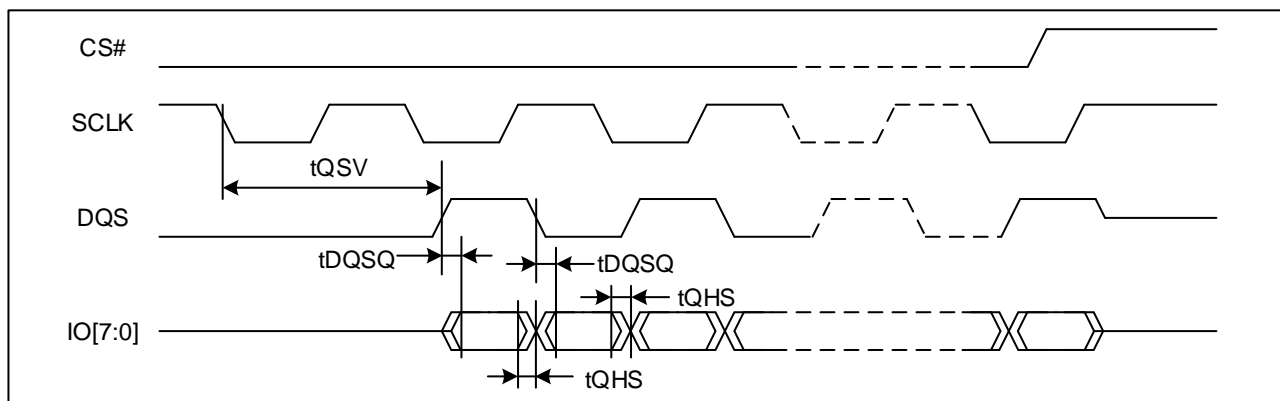 CS#
SCLK
tQSV
DQS
tDQSQ
tDQSQ
tQHS
IO[7:0]
tQHS